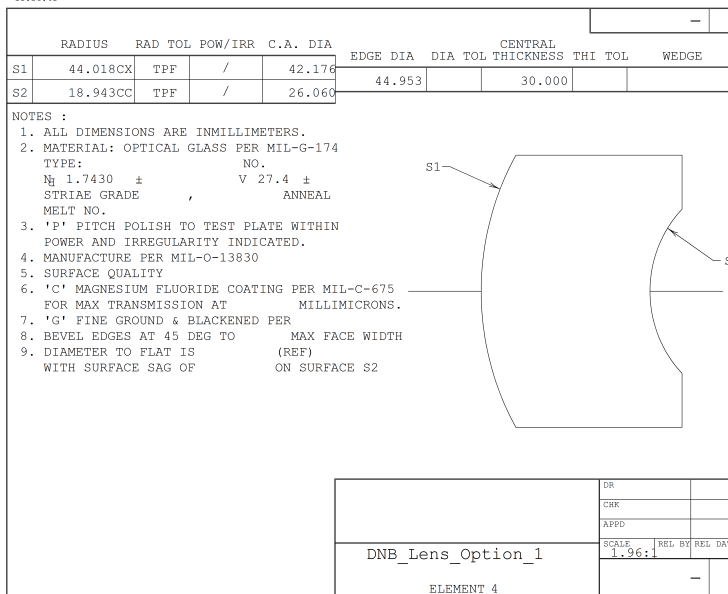 –
RADIUS RAD TOL POW/IRR C.A. DIA EDGE DIA DIA TOL CENTRAL THICKNESS THI TOL WEDGE
S1 44.018CX TPF / 42.176
44.953 30.000
S2 18.943CC TPF / 26.060
NOTES :
1. ALL DIMENSIONS ARE INMILLIMETERS.
2. MATERIAL: OPTICAL GLASS PER MIL-G-174
TYPE: NO.
Nd 1.7430 ± V 27.4 ±
STRIAE GRADE , ANNEAL
MELT NO.
3. 'P' PITCH POLISH TO TEST PLATE WITHIN
POWER AND IRREGULARITY INDICATED.
4. MANUFACTURE PER MIL-O-13830
5. SURFACE QUALITY
6. 'C' MAGNESIUM FLUORIDE COATING PER MIL-C-675
FOR MAX TRANSMISSION AT MILLIMICRONS.
7. 'G' FINE GROUND & BLACKENED PER
8. BEVEL EDGES AT 45 DEG TO MAX FACE WIDTH
9. DIAMETER TO FLAT IS (REF)
WITH SURFACE SAG OF ON SURFACE S2
S1
DR
CHK
APPD
SCALE REL BY REL DA
1.96:1
DNB_Lens_Option_1
–
ELEMENT 4